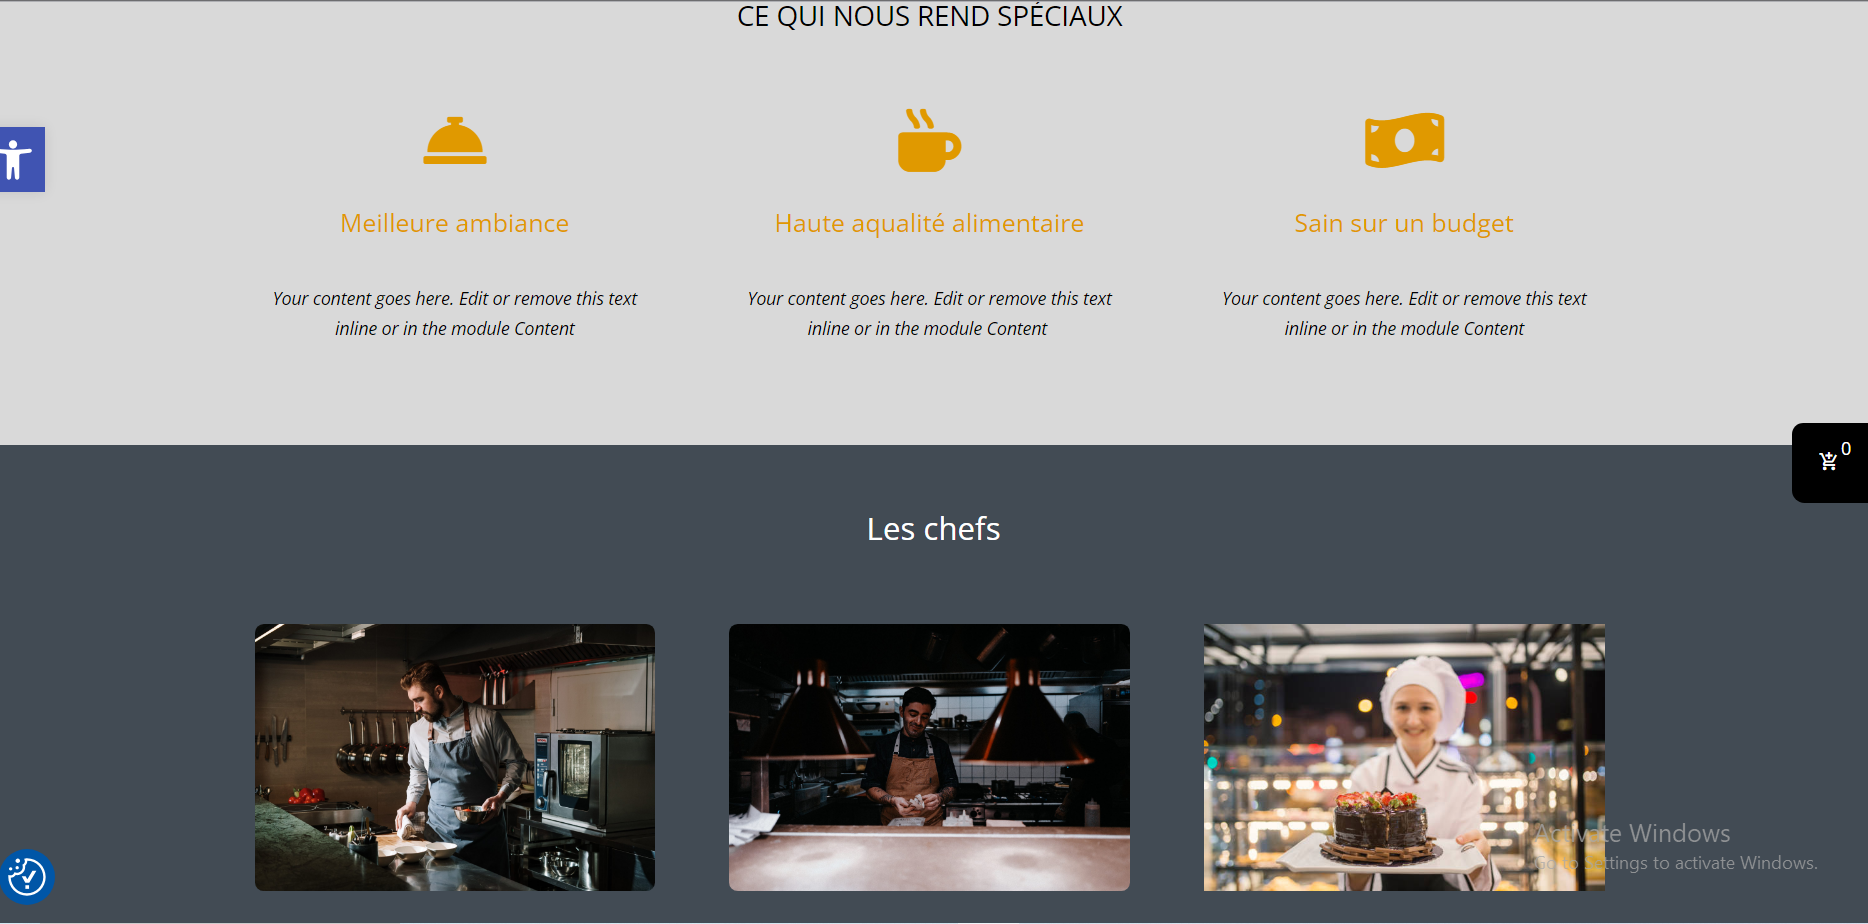 CE QUI NOUS REND SPÉCIAUX
Meilleure ambiance
Haute aqualité alimentaire
Sain sur un budget
Your content goes here. Edit or remove this text
inline or in the module Content
Your content goes here. Edit or remove this text
inline or in the module Content
Your content goes here. Edit or remove this text
inline or in the module Content
0
Les chefs
Activate Windows
Go to Settings to activate Windows.